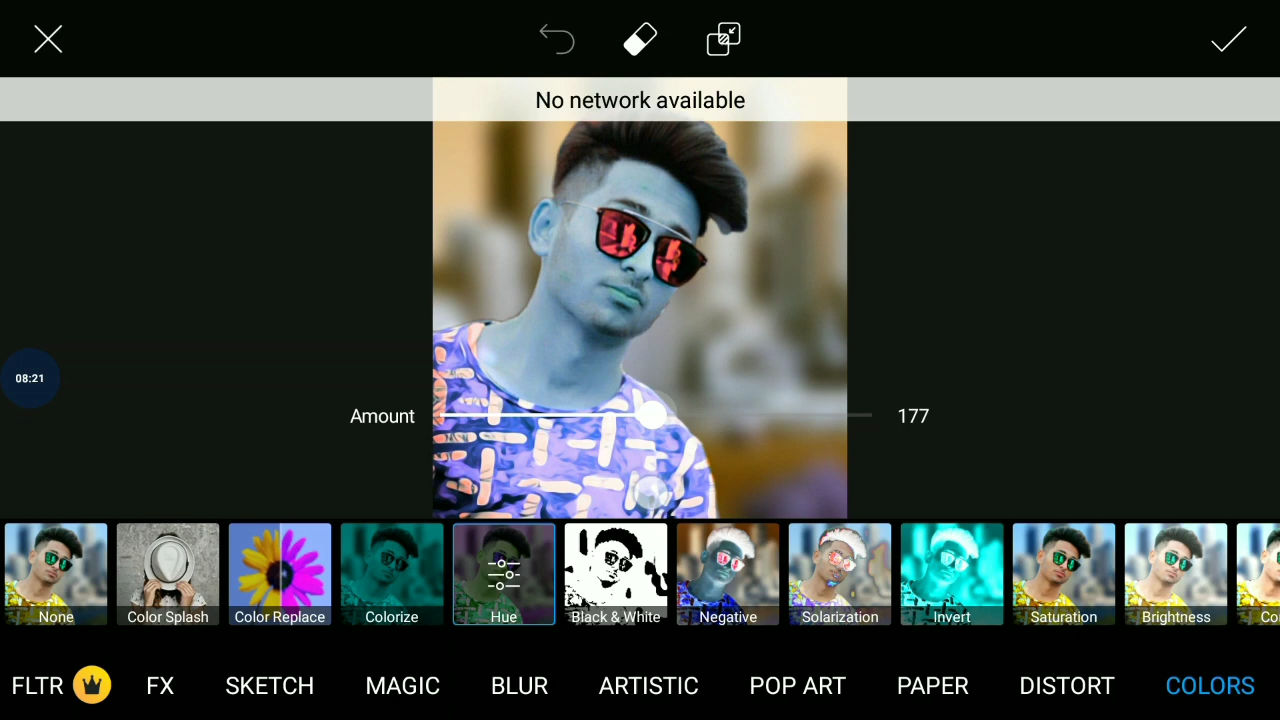 No network available
08:21
Amount 177
None Color Splash Color Replace Colorize Hue Black & White Negative Solarization Invert Saturation Brightness
FLTR FX SKETCH MAGIC BLUR ARTISTIC POP ART PAPER DISTORT COLORS